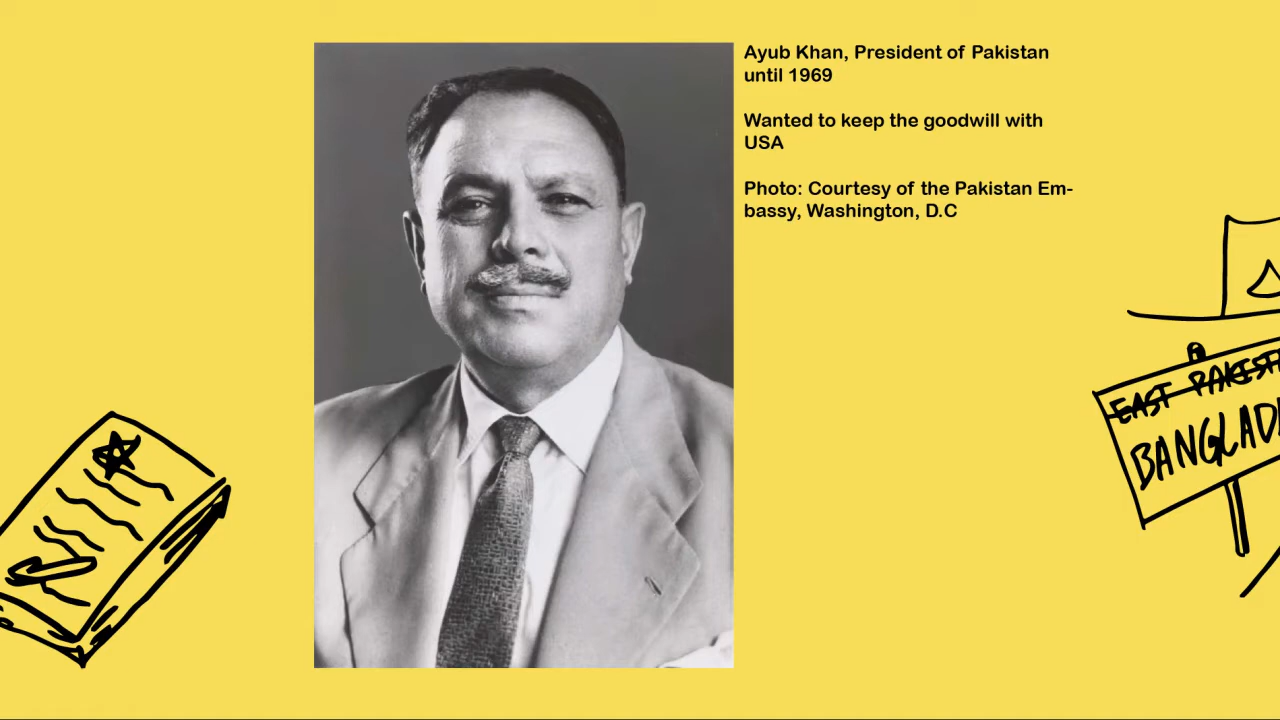 Ayub Khan, President of Pakistan
until 1969
Wanted to keep the goodwill with
USA
Photo: Courtesy of the Pakistan Em-
bassy, Washington, D.C
EAST PAKISTA
BANGLAD